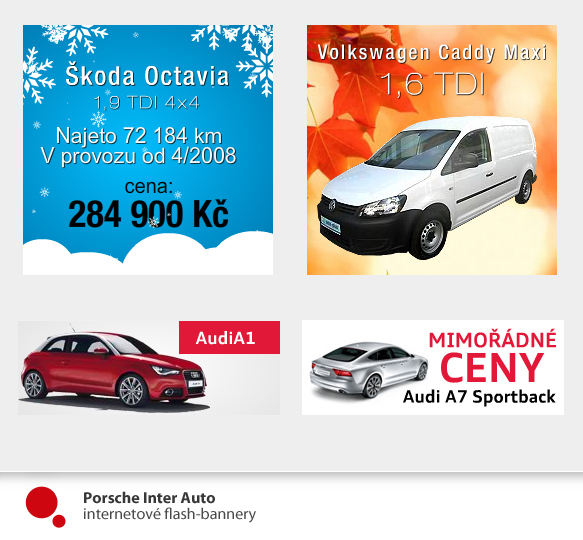 Škoda Octavia
1,9 TDI 4x4
Najeto 72 184 km
V provozu od 4/2008
cena:
284 900 Kč
Volkswagen Caddy Maxi
1,6 TDI
AudiA1
MIMOŘÁDNÉ
CENY
Audi A7 Sportback
Porsche Inter Auto
internetové flash-bannery